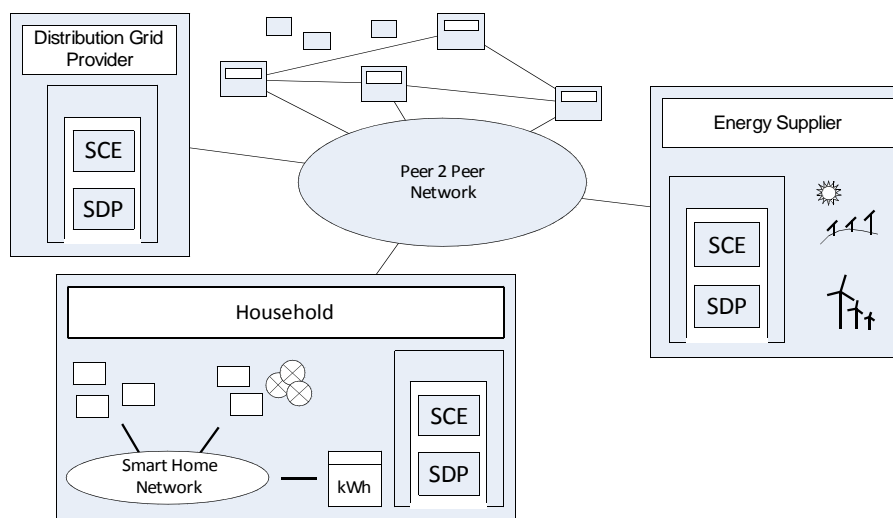 Distribution Grid
Provider
SCE
SDP
Peer 2 Peer
Network
Energy Supplier
SCE
SDP
Household
SCE
SDP
Smart Home
Network
kWh